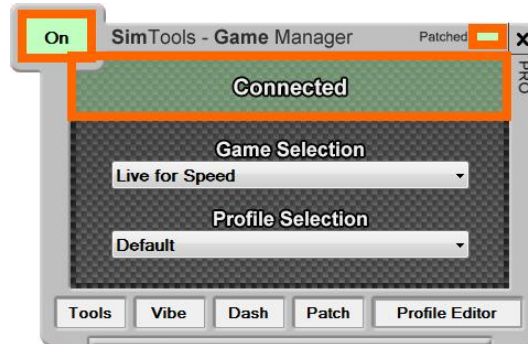 On
SimTools - Game Manager
Patched
X
PRO
Connected
Game Selection
Live for Speed
Profile Selection
Default
Tools
Vibe
Dash
Patch
Profile Editor